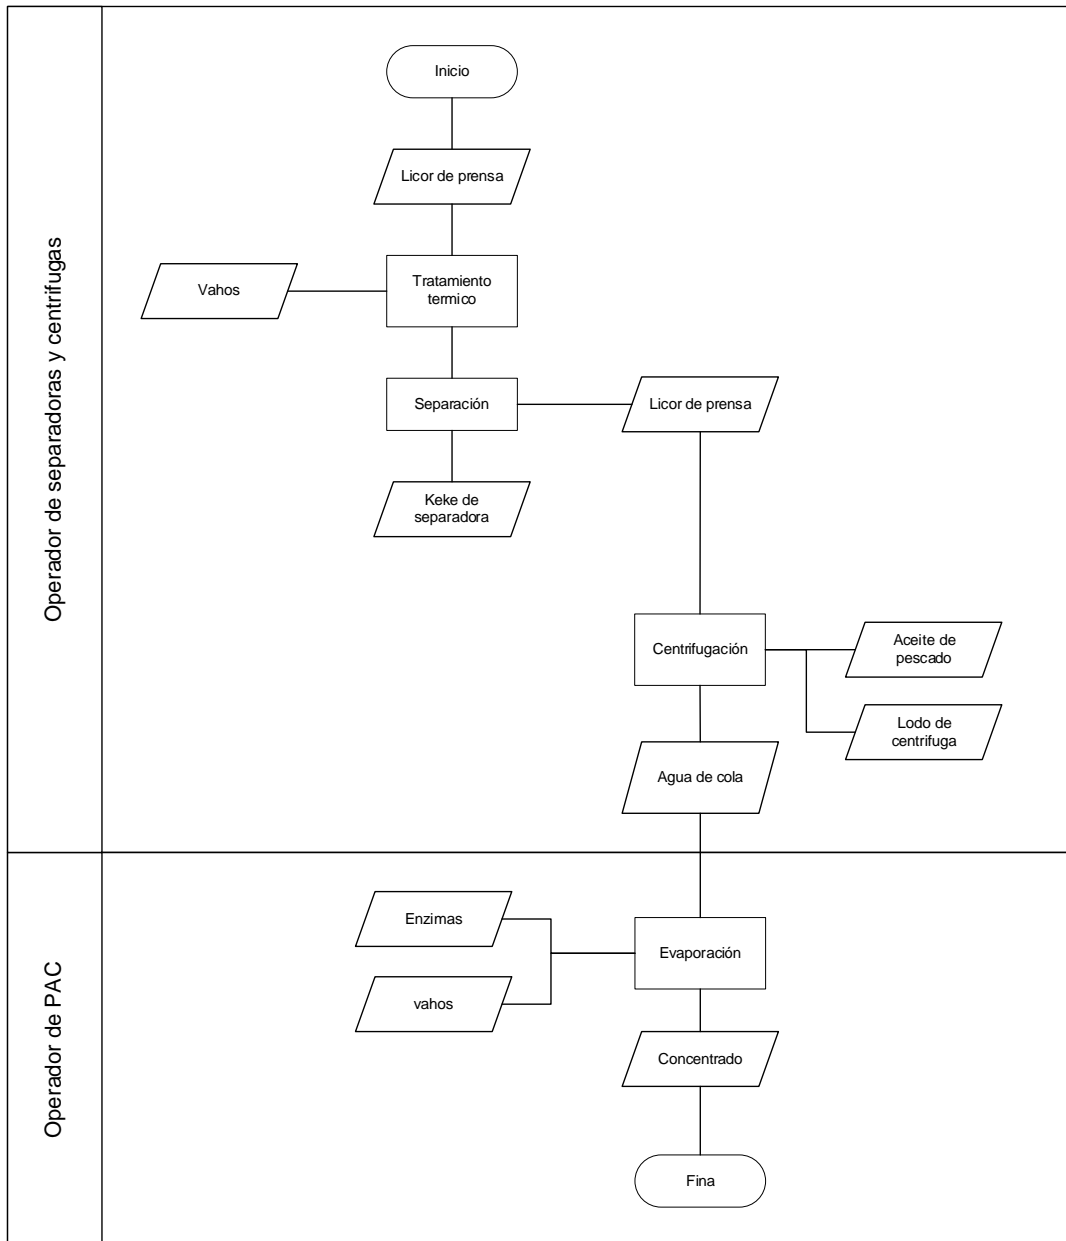 Operador de separadoras y centrífugas
Inicio
Licor de prensa
Vahos
Tratamiento
termico
Separación
Licor de prensa
Keke de
separadora
Centrifugación
Aceite de
pescado
Lodo de
centrifuga
Agua de cola
Operador de PAC
Enzimas
Evaporación
vahos
Concentrado
Fina